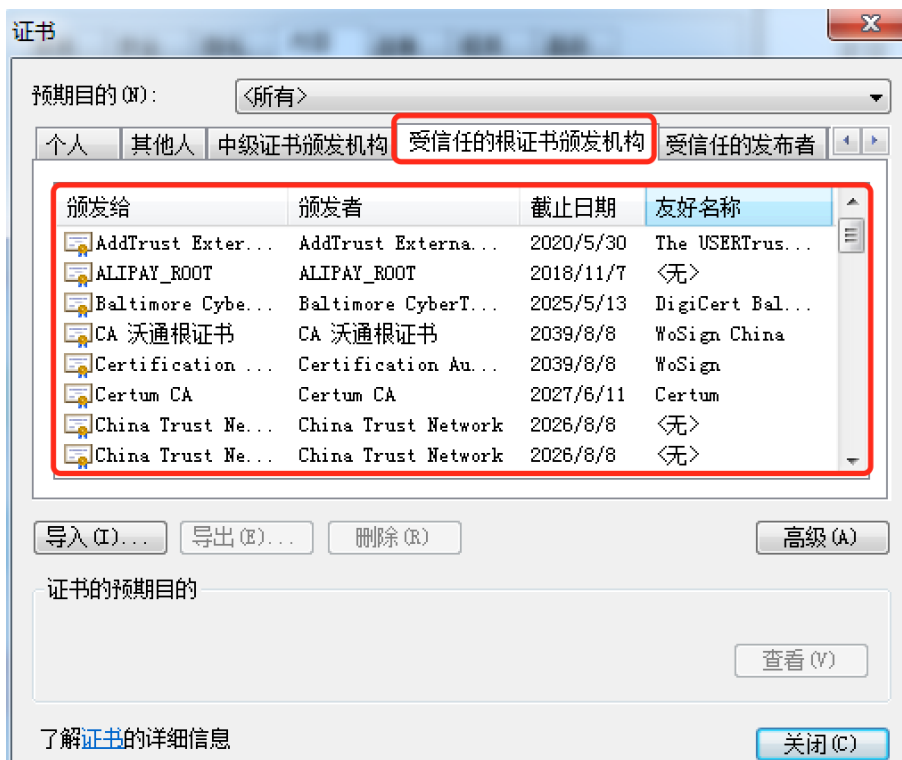 证书
预期目的(N): <所有>
个人 其他人 中级证书颁发机构 受信任的根证书颁发机构 受信任的发布者
颁发给 颁发者 截止日期 友好名称
AddTrust Exter... AddTrust Externa... 2020/5/30 The USERTrus...
ALIPAY_ROOT ALIPAY_ROOT 2018/11/7 <无>
Baltimore Cybe... Baltimore CyberT... 2025/5/13 DigiCert Bal...
CA 沃通根证书 CA 沃通根证书 2039/8/8 WoSign China
Certification ... Certification Au... 2039/8/8 WoSign
Certum CA Certum CA 2027/6/11 Certum
China Trust Ne... China Trust Network 2026/8/8 <无>
China Trust Ne... China Trust Network 2026/8/8 <无>
导入(I)... 导出(E)... 删除(R) 高级(A)
证书的预期目的
查看(V)
了解证书的详细信息
关闭(C)